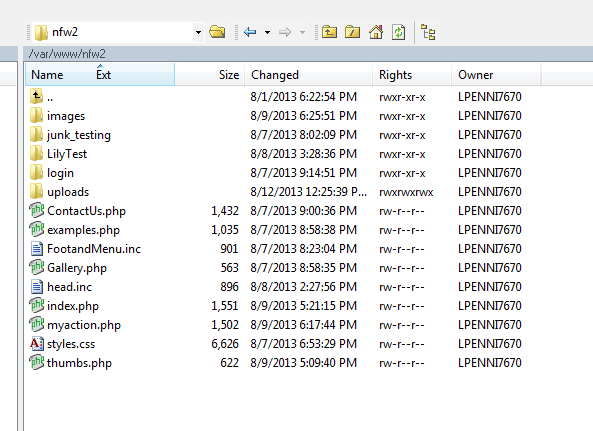 nfw2
/var/www/nfw2
Name Ext Size Changed Rights Owner
.. 8/1/2013 6:22:54 PM rwxr-xr-x LPENNI7670
images 8/9/2013 6:25:51 PM rwxr-xr-x LPENNI7670
junk_testing 8/7/2013 8:02:09 PM rwxr-xr-x LPENNI7670
LilyTest 8/8/2013 3:28:36 PM rwxr-xr-x LPENNI7670
login 8/7/2013 9:14:51 PM rwxr-xr-x LPENNI7670
uploads 8/12/2013 12:25:39 P... rwxrwxrwx LPENNI7670
ContactUs.php 1,432 8/7/2013 9:00:36 PM rw-r--r-- LPENNI7670
examples.php 1,035 8/7/2013 8:58:38 PM rw-r--r-- LPENNI7670
FootandMenu.inc 901 8/7/2013 8:23:04 PM rw-r--r-- LPENNI7670
Gallery.php 563 8/7/2013 8:58:35 PM rw-r--r-- LPENNI7670
head.inc 896 8/8/2013 2:27:56 PM rw-r--r-- LPENNI7670
index.php 1,551 8/9/2013 5:21:15 PM rw-r--r-- LPENNI7670
myaction.php 1,502 8/9/2013 6:17:44 PM rw-r--r-- LPENNI7670
styles.css 6,626 8/7/2013 6:53:29 PM rw-r--r-- LPENNI7670
thumbs.php 622 8/9/2013 5:09:40 PM rw-r--r-- LPENNI7670